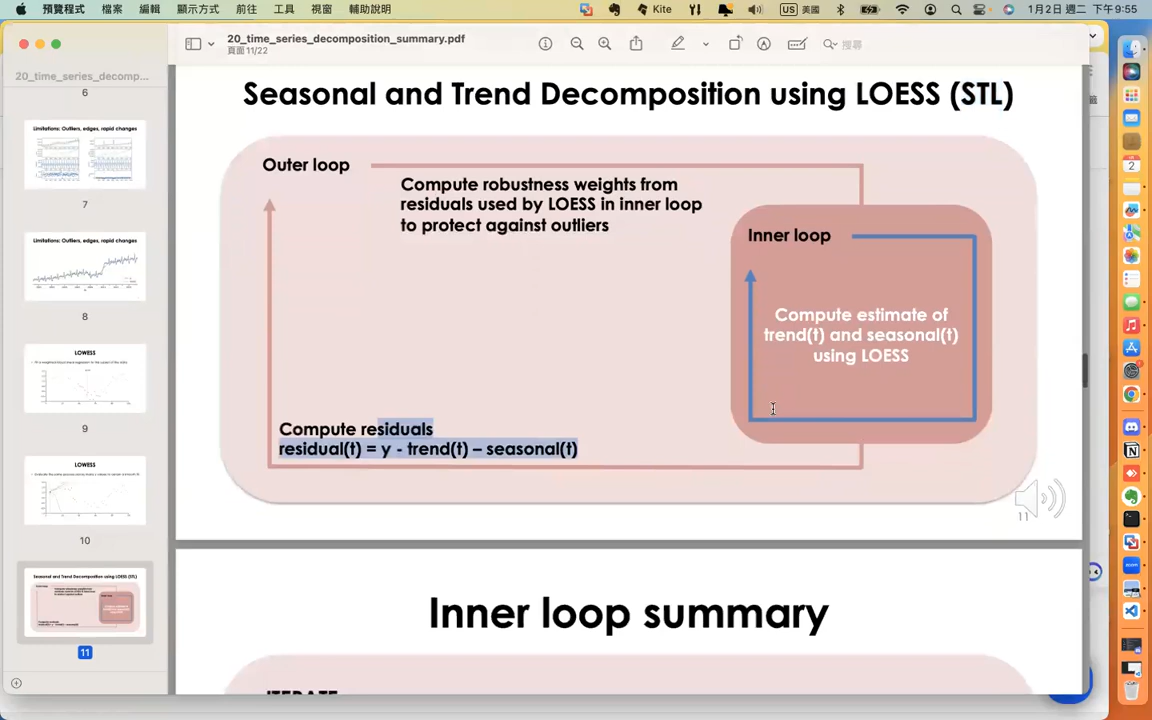 預覽程式 檔案 編輯 顯示方式 前往 工具 視窗 輔助說明
Kite
US 美國
1月2日 週二 下午9:55
20_time_series_decomposition_summary.pdf
頁面 11/22
搜尋
20_time_series_decomp...
6
Limitations: Outliers, edges, rapid changes
7
Limitations: Outliers, edges, rapid changes
8
LOWESS
9
LOWESS
10
Seasonal and Trend Decomposition using LOESS (STL)
11
Seasonal and Trend Decomposition using LOESS (STL)
Outer loop
Compute robustness weights from
residuals used by LOESS in inner loop
to protect against outliers
Inner loop
Compute estimate of
trend(t) and seasonal(t)
using LOESS
Compute residuals
residual(t) = y - trend(t) – seasonal(t)
11
Inner loop summary
ITERATE